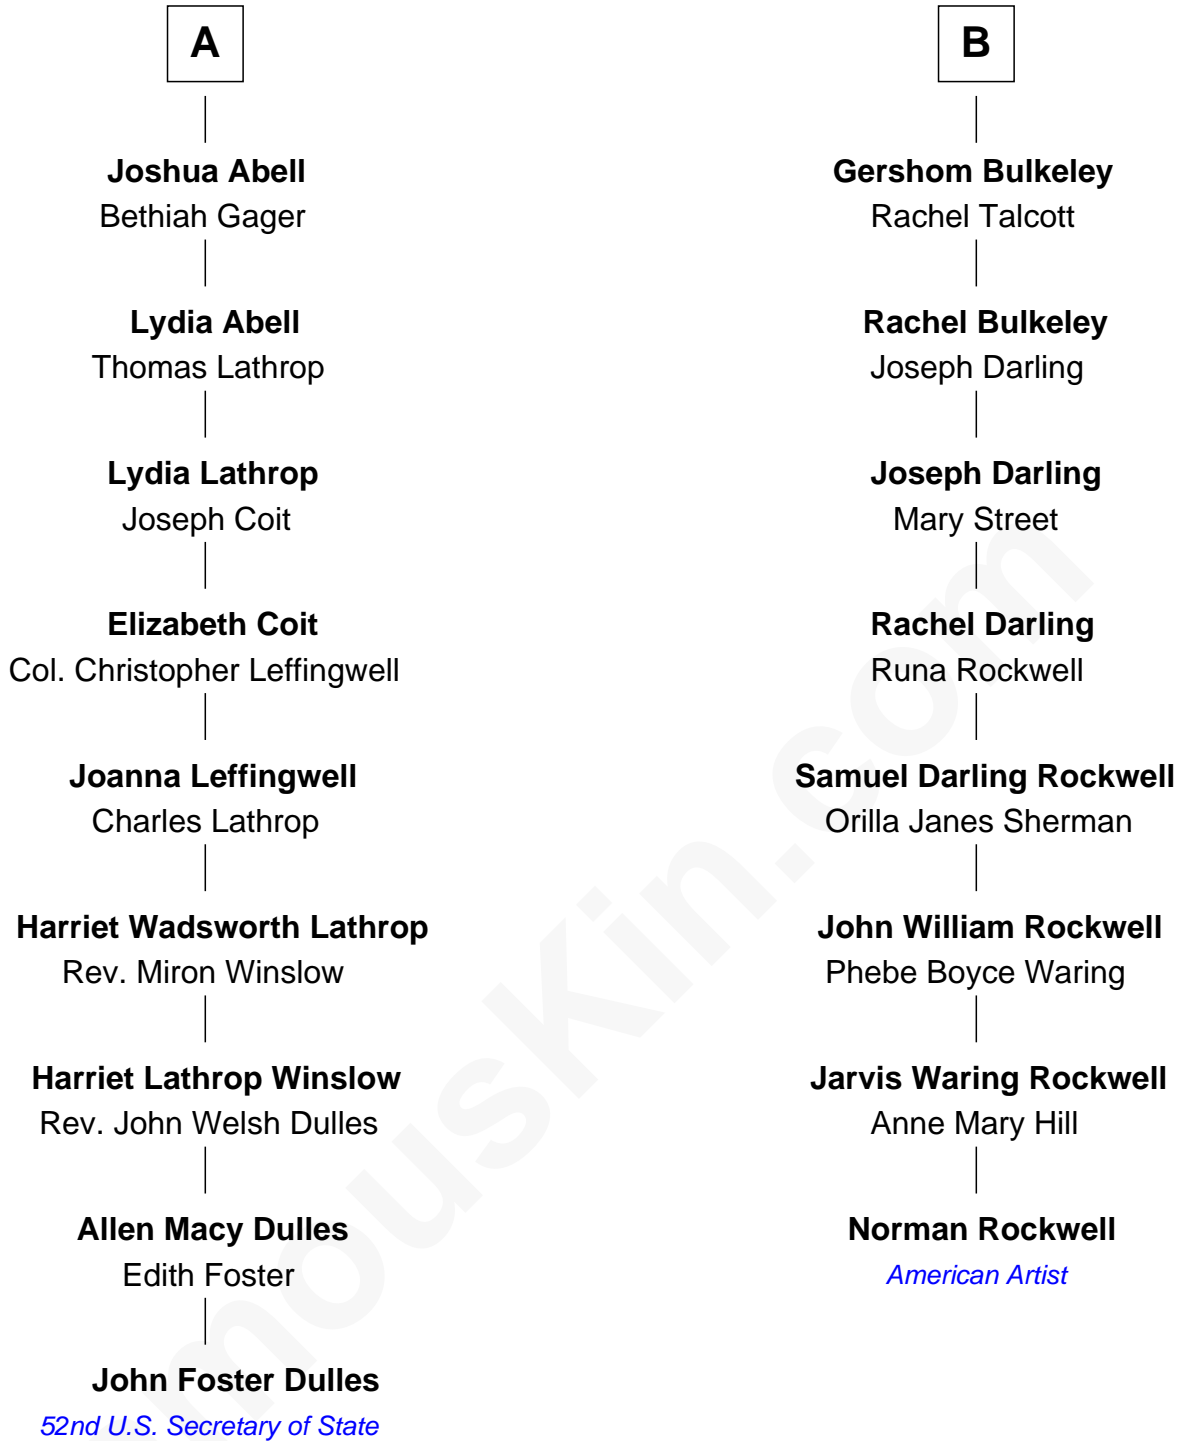 A
Joshua Abell
Bethiah Gager
Lydia Abell
Thomas Lathrop
Lydia Lathrop
Joseph Coit
Elizabeth Coit
Col. Christopher Leffingwell
Joanna Leffingwell
Charles Lathrop
Harriet Wadsworth Lathrop
Rev. Miron Winslow
Harriet Lathrop Winslow
Rev. John Welsh Dulles
Allen Macy Dulles
Edith Foster
John Foster Dulles
52nd U.S. Secretary of State
B
Gershom Bulkeley
Rachel Talcott
Rachel Bulkeley
Joseph Darling
Joseph Darling
Mary Street
Rachel Darling
Runa Rockwell
Samuel Darling Rockwell
Orilla Janes Sherman
John William Rockwell
Phebe Boyce Waring
Jarvis Waring Rockwell
Anne Mary Hill
Norman Rockwell
American Artist
mousKin.com